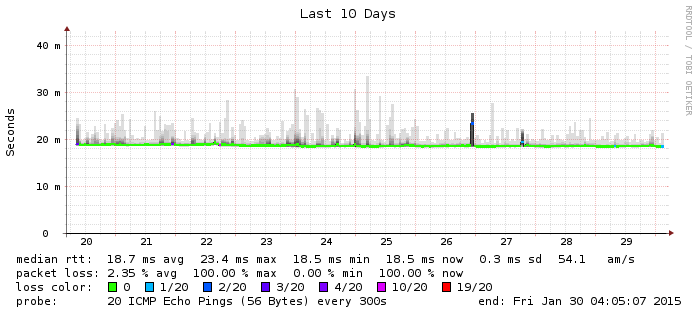 Last 10 Days
RRDTOOL / TOBI OETIKER
Seconds
40 m
30 m
20 m
10 m
0
20 21 22 23 24 25 26 27 28 29
median rtt: 18.7 ms avg 23.4 ms max 18.5 ms min 18.5 ms now 0.3 ms sd 54.1 am/s
packet loss: 2.35 % avg 100.00 % max 0.00 % min 100.00 % now
loss color: 0 1/20 2/20 3/20 4/20 10/20 19/20
probe: 20 ICMP Echo Pings (56 Bytes) every 300s end: Fri Jan 30 04:05:07 2015